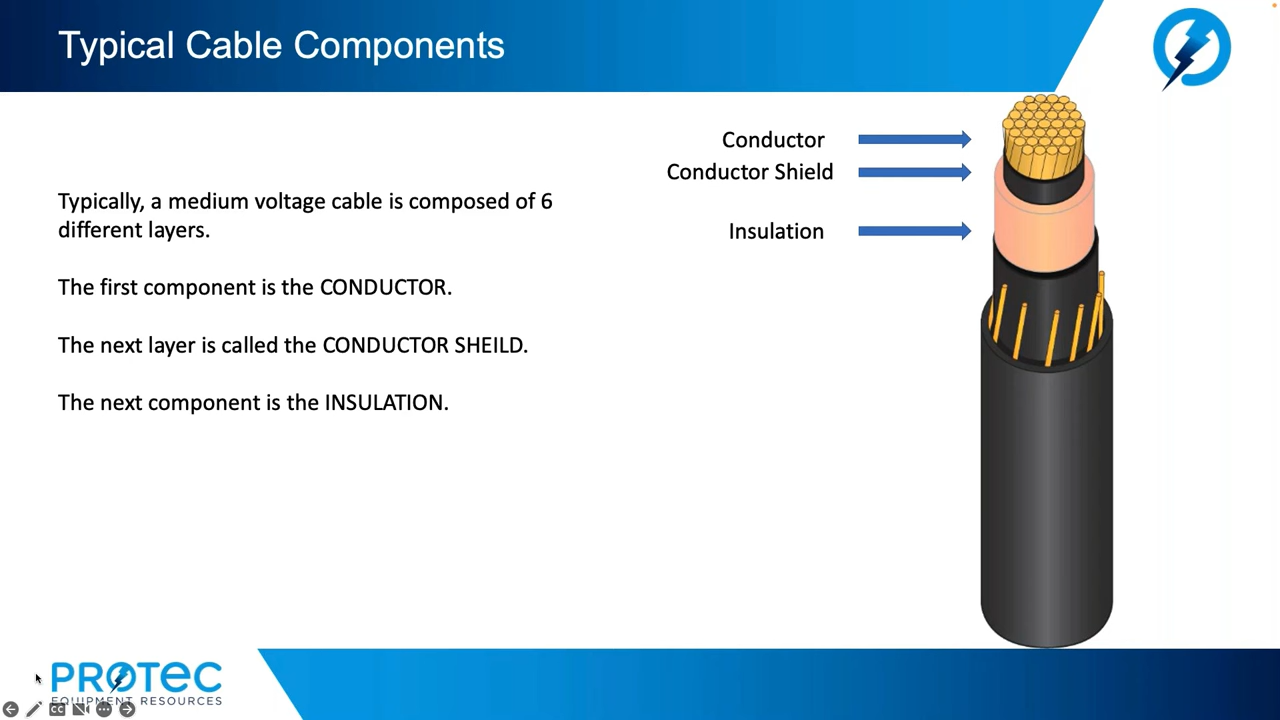 Typical Cable Components
Conductor
Conductor Shield
Insulation
Typically, a medium voltage cable is composed of 6
different layers.
The first component is the CONDUCTOR.
The next layer is called the CONDUCTOR SHEILD.
The next component is the INSULATION.
PROTEC
EQUIPMENT RESOURCES
CC